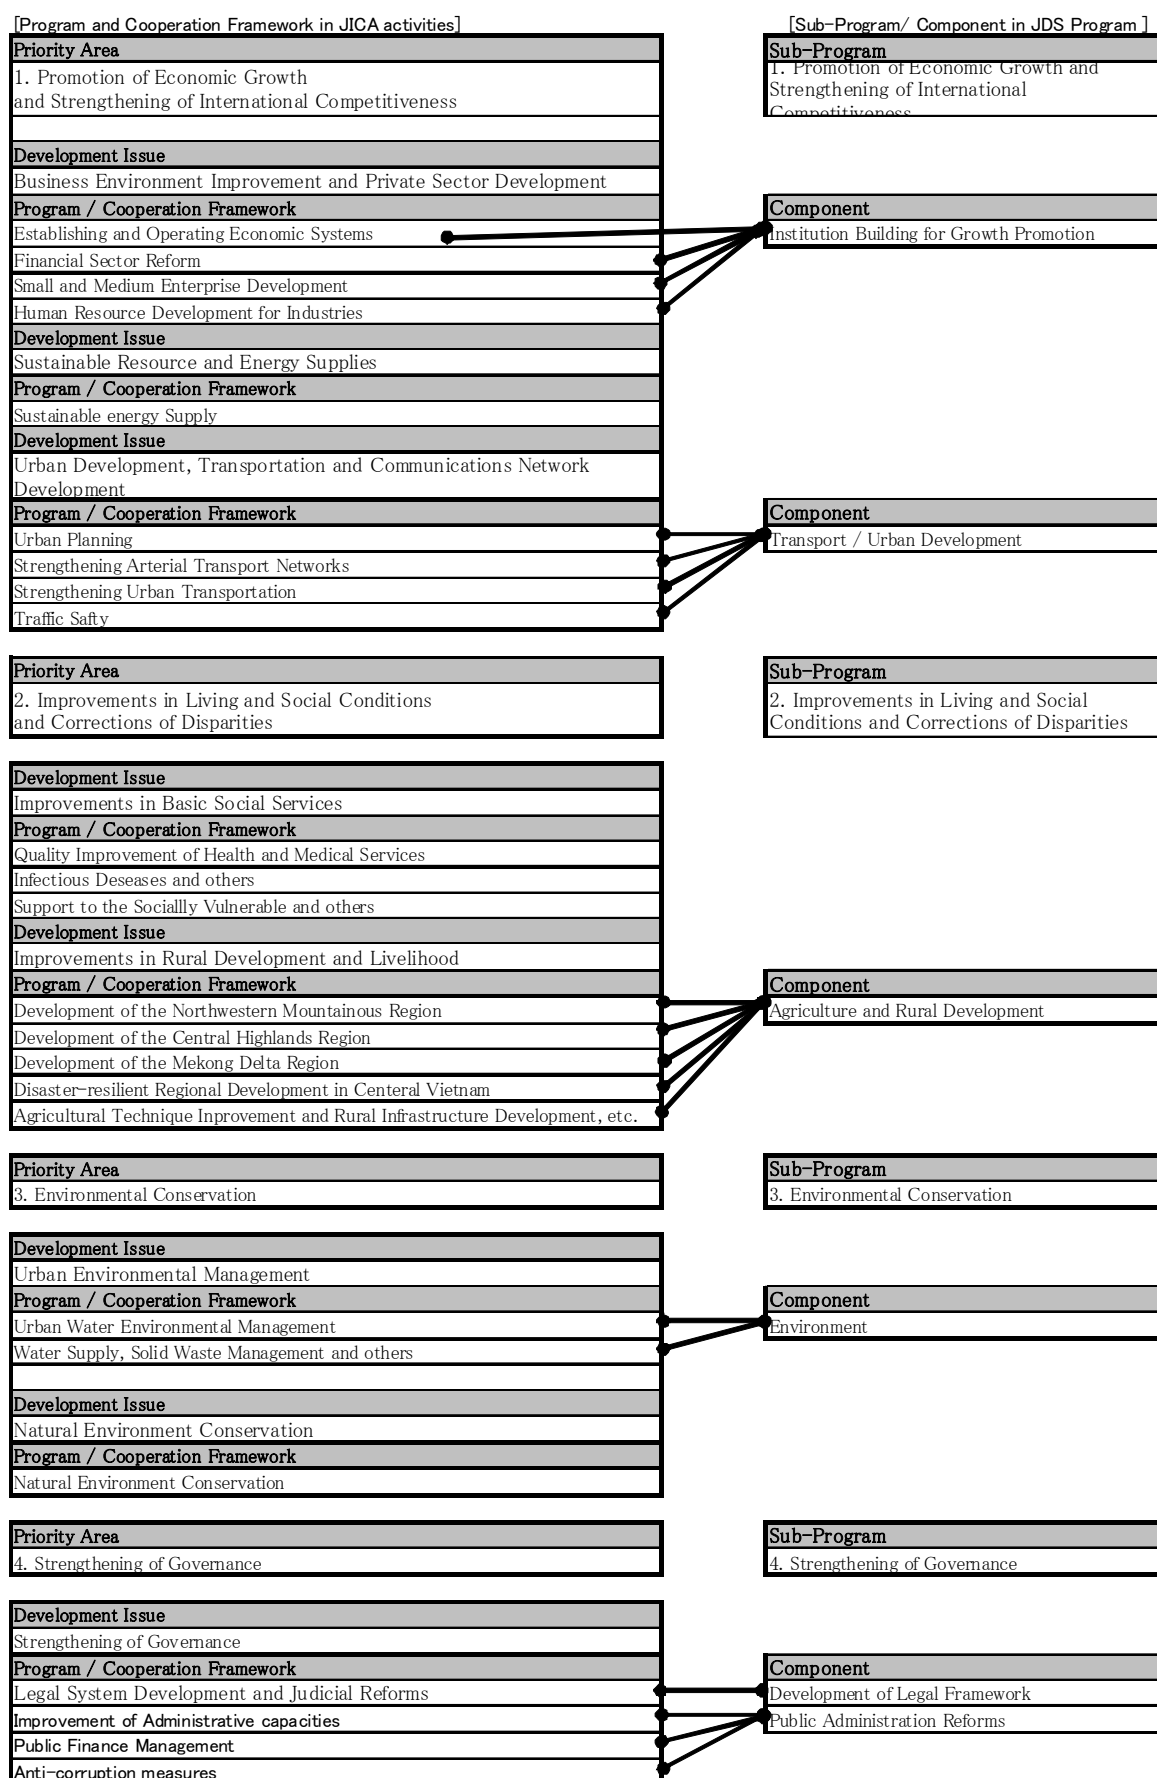 [Program and Cooperation Framework in JICA activities]
[Sub-Program/ Component in JDS Program ]
Priority Area
Sub-Program
1. Promotion of Economic Growth
and Strengthening of International Competitiveness
1. Promotion of Economic Growth and
Strengthening of International
Competitiveness
Development Issue
Business Environment Improvement and Private Sector Development
Program / Cooperation Framework
Component
Establishing and Operating Economic Systems
Institution Building for Growth Promotion
Financial Sector Reform
Small and Medium Enterprise Development
Human Resource Development for Industries
Development Issue
Sustainable Resource and Energy Supplies
Program / Cooperation Framework
Sustainable energy Supply
Development Issue
Urban Development, Transportation and Communications Network
Development
Program / Cooperation Framework
Component
Urban Planning
Transport / Urban Development
Strengthening Arterial Transport Networks
Strengthening Urban Transportation
Traffic Safty
Priority Area
Sub-Program
2. Improvements in Living and Social Conditions
and Corrections of Disparities
2. Improvements in Living and Social
Conditions and Corrections of Disparities
Development Issue
Improvements in Basic Social Services
Program / Cooperation Framework
Quality Improvement of Health and Medical Services
Infectious Deseases and others
Support to the Sociallly Vulnerable and others
Development Issue
Improvements in Rural Development and Livelihood
Program / Cooperation Framework
Component
Development of the Northwestern Mountainous Region
Agriculture and Rural Development
Development of the Central Highlands Region
Development of the Mekong Delta Region
Disaster-resilient Regional Development in Centeral Vietnam
Agricultural Technique Inprovement and Rural Infrastructure Development, etc.
Priority Area
Sub-Program
3. Environmental Conservation
3. Environmental Conservation
Development Issue
Urban Environmental Management
Program / Cooperation Framework
Component
Urban Water Environmental Management
Environment
Water Supply, Solid Waste Management and others
Development Issue
Natural Environment Conservation
Program / Cooperation Framework
Natural Environment Conservation
Priority Area
Sub-Program
4. Strengthening of Governance
4. Strengthening of Governance
Development Issue
Strengthening of Governance
Program / Cooperation Framework
Component
Legal System Development and Judicial Reforms
Development of Legal Framework
Improvement of Administrative capacities
Public Administration Reforms
Public Finance Management
Anti-corruption measures